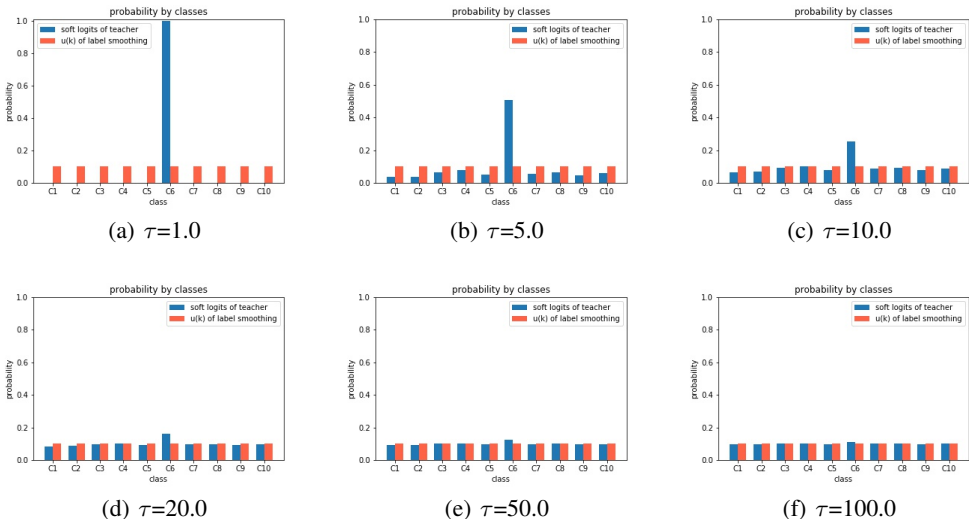 probability by classes
soft logits of teacher
u(k) of label smoothing
probability
1.0
0.8
0.6
0.4
0.2
0.0
C1 C2 C3 C4 C5 C6 C7 C8 C9 C10
class
(a) τ=1.0
probability by classes
soft logits of teacher
u(k) of label smoothing
probability
1.0
0.8
0.6
0.4
0.2
0.0
C1 C2 C3 C4 C5 C6 C7 C8 C9 C10
class
(b) τ=5.0
probability by classes
soft logits of teacher
u(k) of label smoothing
probability
1.0
0.8
0.6
0.4
0.2
0.0
C1 C2 C3 C4 C5 C6 C7 C8 C9 C10
class
(c) τ=10.0
probability by classes
soft logits of teacher
u(k) of label smoothing
probability
1.0
0.8
0.6
0.4
0.2
0.0
C1 C2 C3 C4 C5 C6 C7 C8 C9 C10
class
(d) τ=20.0
probability by classes
soft logits of teacher
u(k) of label smoothing
probability
1.0
0.8
0.6
0.4
0.2
0.0
C1 C2 C3 C4 C5 C6 C7 C8 C9 C10
class
(e) τ=50.0
probability by classes
soft logits of teacher
u(k) of label smoothing
probability
1.0
0.8
0.6
0.4
0.2
0.0
C1 C2 C3 C4 C5 C6 C7 C8 C9 C10
class
(f) τ=100.0